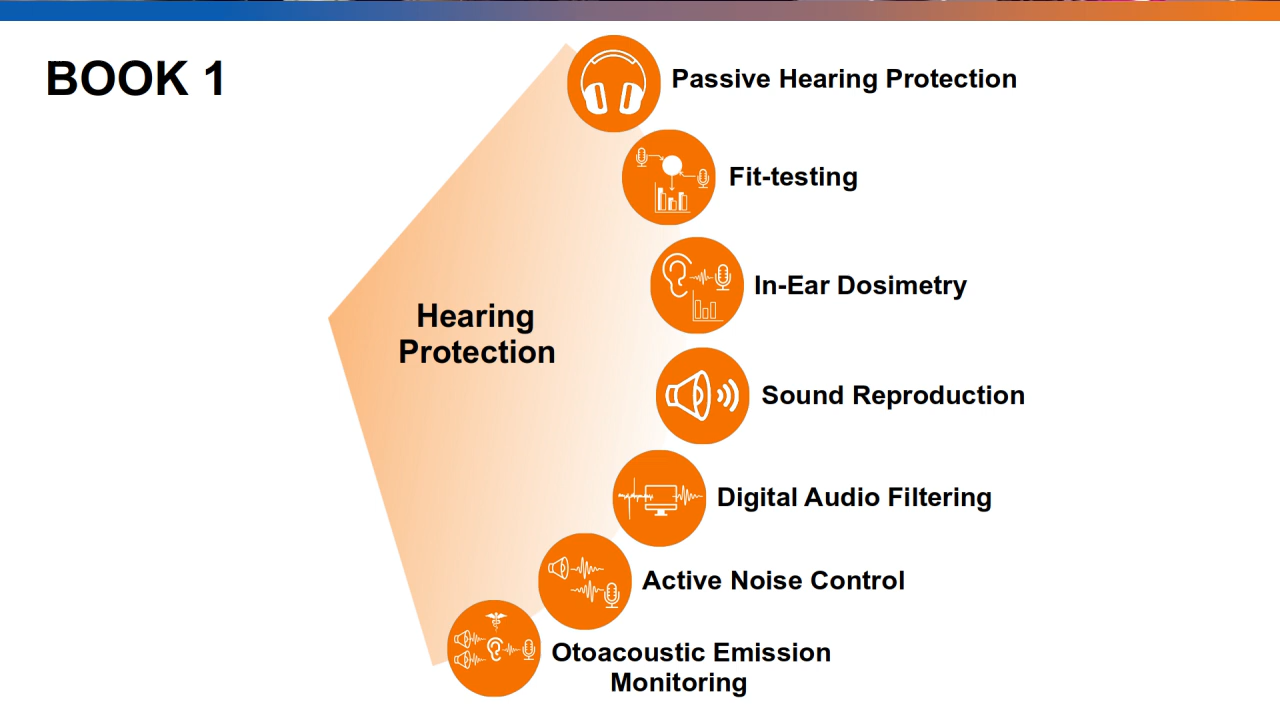 BOOK 1
Passive Hearing Protection
Fit-testing
In-Ear Dosimetry
Hearing
Protection
Sound Reproduction
Digital Audio Filtering
Active Noise Control
Otoacoustic Emission
Monitoring